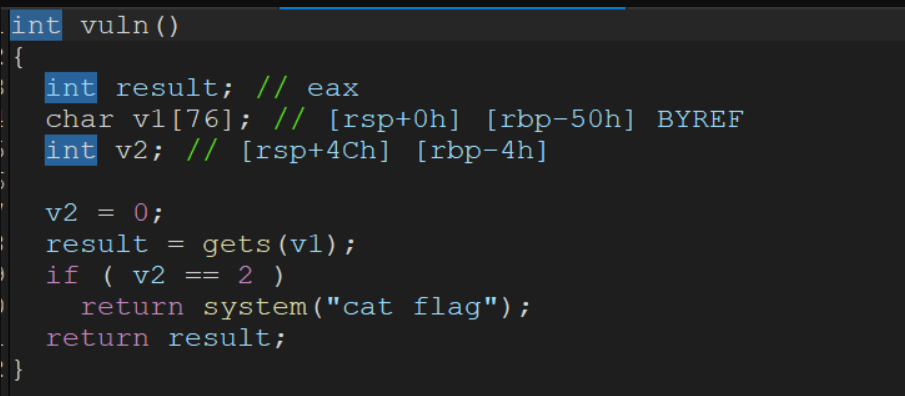 int vuln()
{
int result; // eax
char v1[76]; // [rsp+0h] [rbp-50h] BYREF
int v2; // [rsp+4Ch] [rbp-4h]
v2 = 0;
result = gets(v1);
if ( v2 == 2 )
return system("cat flag");
return result;
}